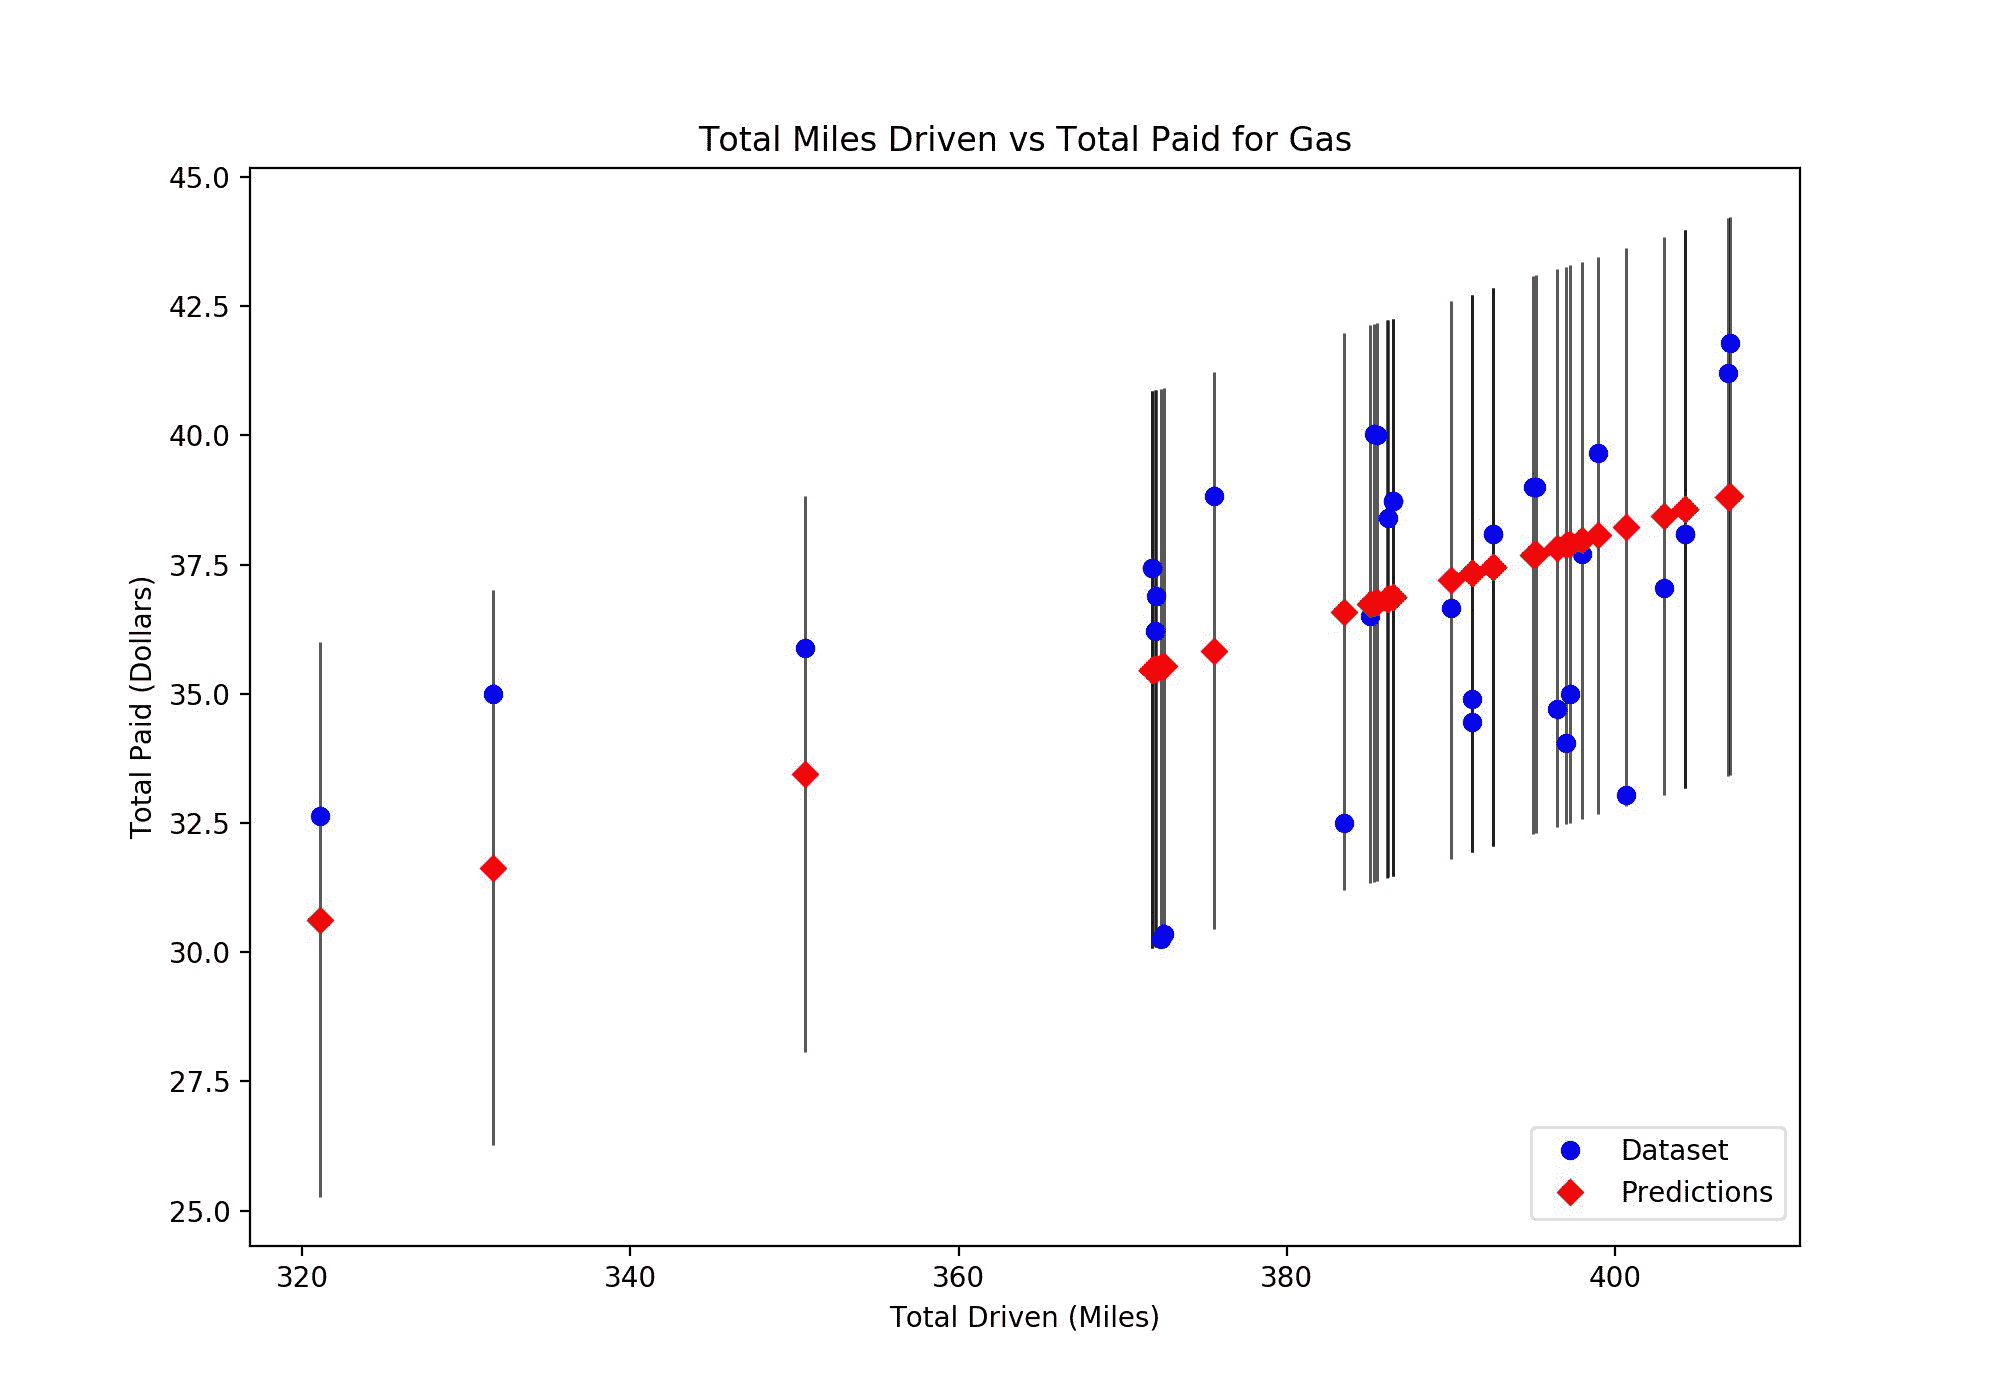 Total Miles Driven vs Total Paid for Gas
45.0
42.5
40.0
37.5
35.0
32.5
30.0
27.5
25.0
Total Paid (Dollars)
Dataset
Predictions
320
340
360
380
400
Total Driven (Miles)